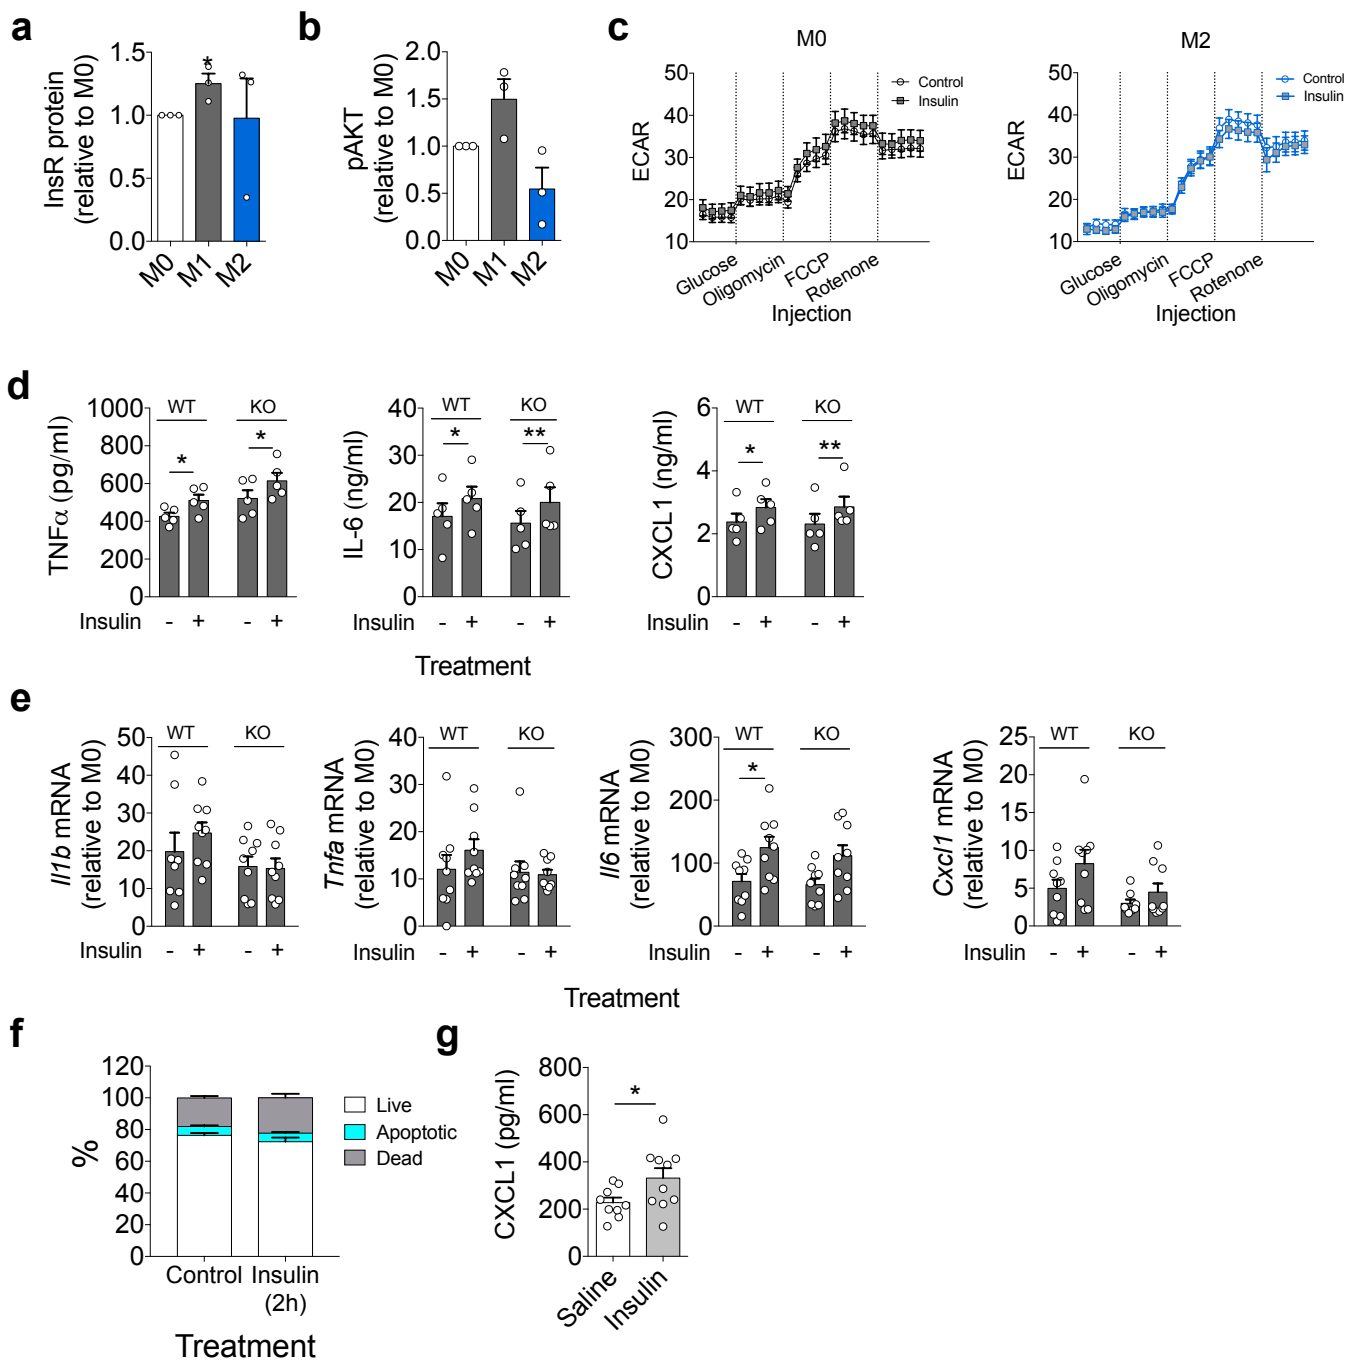 a
InsR protein
(relative to M0)
1.5
1.0
0.5
0.0
*
M0
M1
M2
b
pAKT
(relative to M0)
2.0
1.5
1.0
0.5
0.0
M0
M1
M2
c
M0
ECAR
50
40
30
20
10
Control
Insulin
Glucose
Oligomycin
FCCP
Rotenone
Injection
M2
ECAR
50
40
30
20
10
Control
Insulin
Glucose
Oligomycin
FCCP
Rotenone
Injection
d
TNFα (pg/ml)
1000
800
600
400
200
0
WT
KO
*
*
Insulin
- + - +
IL-6 (ng/ml)
40
30
20
10
0
WT
KO
*
**
- + - +
CXCL1 (ng/ml)
6
4
2
0
WT
KO
*
**
Insulin
- + - +
Treatment
e
Il1b mRNA
(relative to M0)
50
40
30
20
10
0
WT
KO
Insulin
- + - +
Tnfa mRNA
(relative to M0)
40
30
20
10
0
WT
KO
Insulin
- + - +
Il6 mRNA
(relative to M0)
300
200
100
0
WT
KO
*
Insulin
- + - +
Cxcl1 mRNA
(relative to M0)
25
20
15
10
5
0
WT
KO
Insulin
- + - +
Treatment
f
%
120
100
80
60
40
20
0
Live
Apoptotic
Dead
Control
Insulin
(2h)
Treatment
g
CXCL1 (pg/ml)
800
600
400
200
0
*
Saline
Insulin